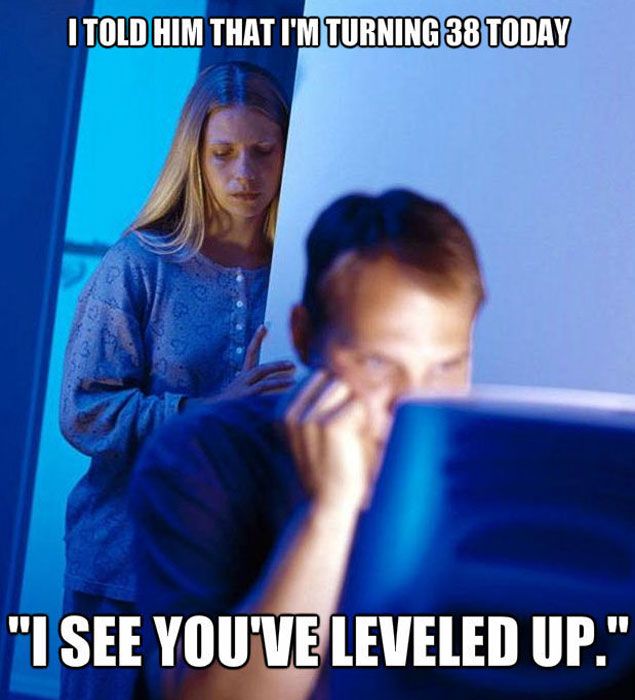 I TOLD HIM THAT I'M TURNING 38 TODAY
"I SEE YOU'VE LEVELED UP."